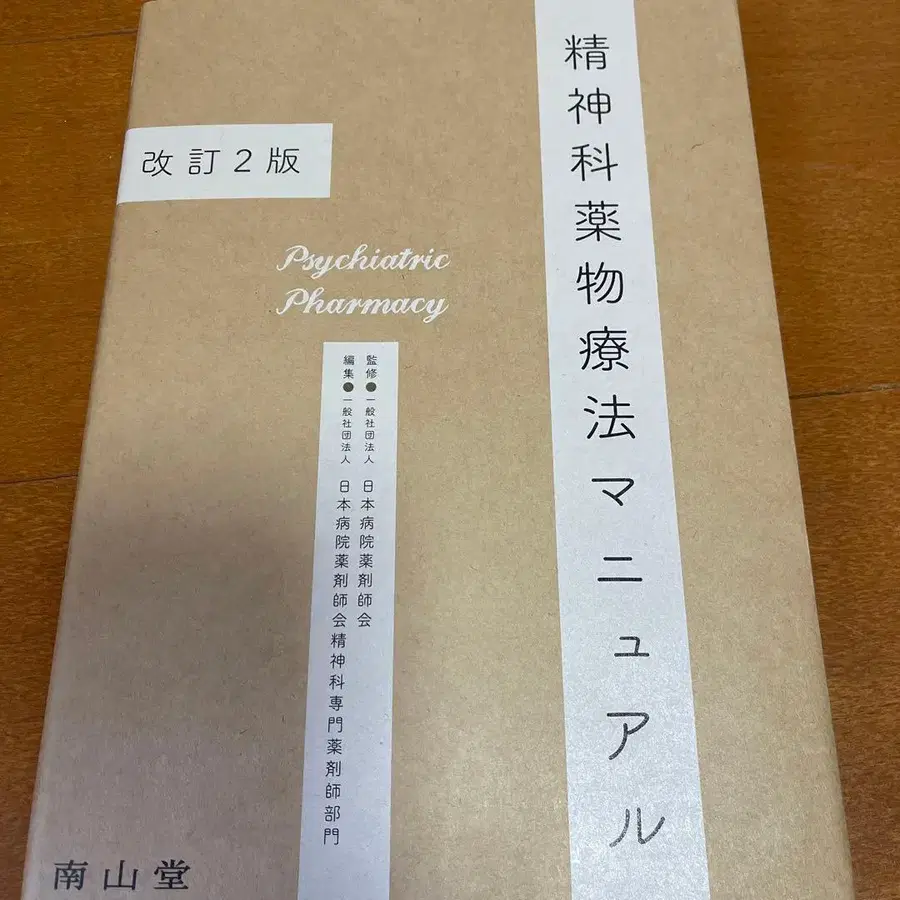 精神科薬物療法マニュアル
改訂2版
Psychiatric
Pharmacy
監修●一般社団法人 日本病院薬剤師会
編集●一般社団法人 日本病院薬剤師会精神科専門薬剤師部門
南山堂